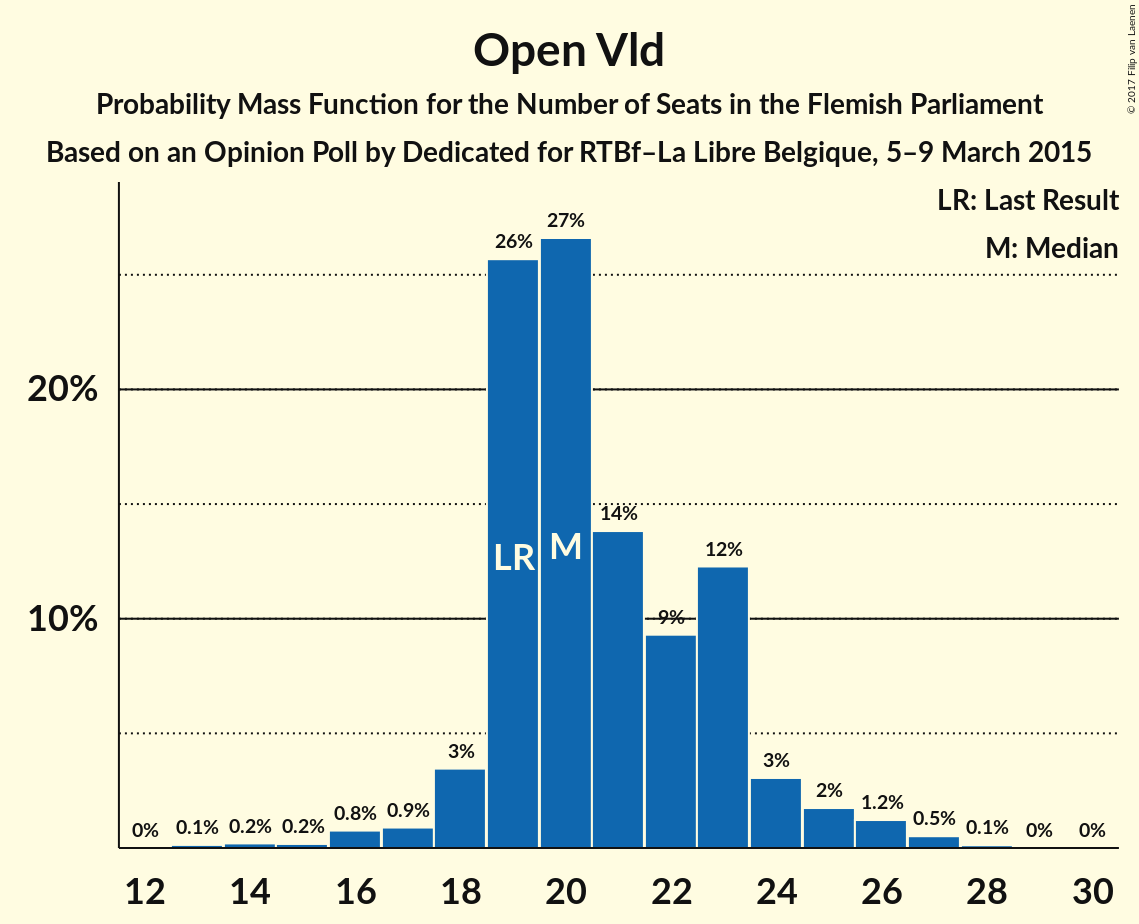 Open Vld
Probability Mass Function for the Number of Seats in the Flemish Parliament
Based on an Opinion Poll by Dedicated for RTBf–La Libre Belgique, 5–9 March 2015
© 2017 Filip van Laenen
LR: Last Result
M: Median
20%
10%
0%
0.1%
0.2%
0.2%
0.8%
0.9%
3%
26%
27%
14%
9%
12%
3%
2%
1.2%
0.5%
0.1%
0%
0%
LR
M
12 14 16 18 20 22 24 26 28 30